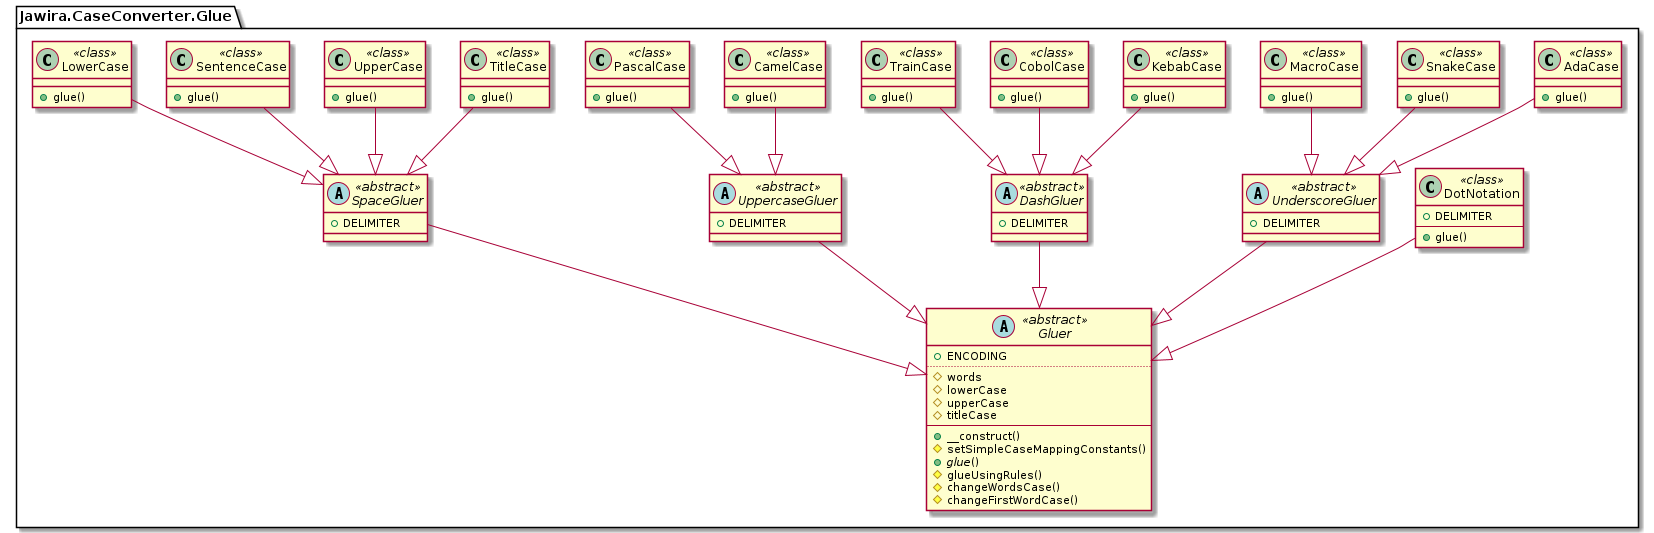 Jawira.CaseConverter.Glue
C «class»
LowerCase
glue()
C «class»
SentenceCase
glue()
C «class»
UpperCase
glue()
C «class»
TitleCase
glue()
C «class»
PascalCase
glue()
C «class»
CamelCase
glue()
C «class»
TrainCase
glue()
C «class»
CobolCase
glue()
C «class»
KebabCase
glue()
C «class»
MacroCase
glue()
C «class»
SnakeCase
glue()
C «class»
AdaCase
glue()
A «abstract»
SpaceGluer
DELIMITER
A «abstract»
UppercaseGluer
DELIMITER
A «abstract»
DashGluer
DELIMITER
A «abstract»
UnderscoreGluer
DELIMITER
C «class»
DotNotation
DELIMITER
glue()
A «abstract»
Gluer
ENCODING
words
lowerCase
upperCase
titleCase
__construct()
setSimpleCaseMappingConstants()
glue()
glueUsingRules()
changeWordsCase()
changeFirstWordCase()